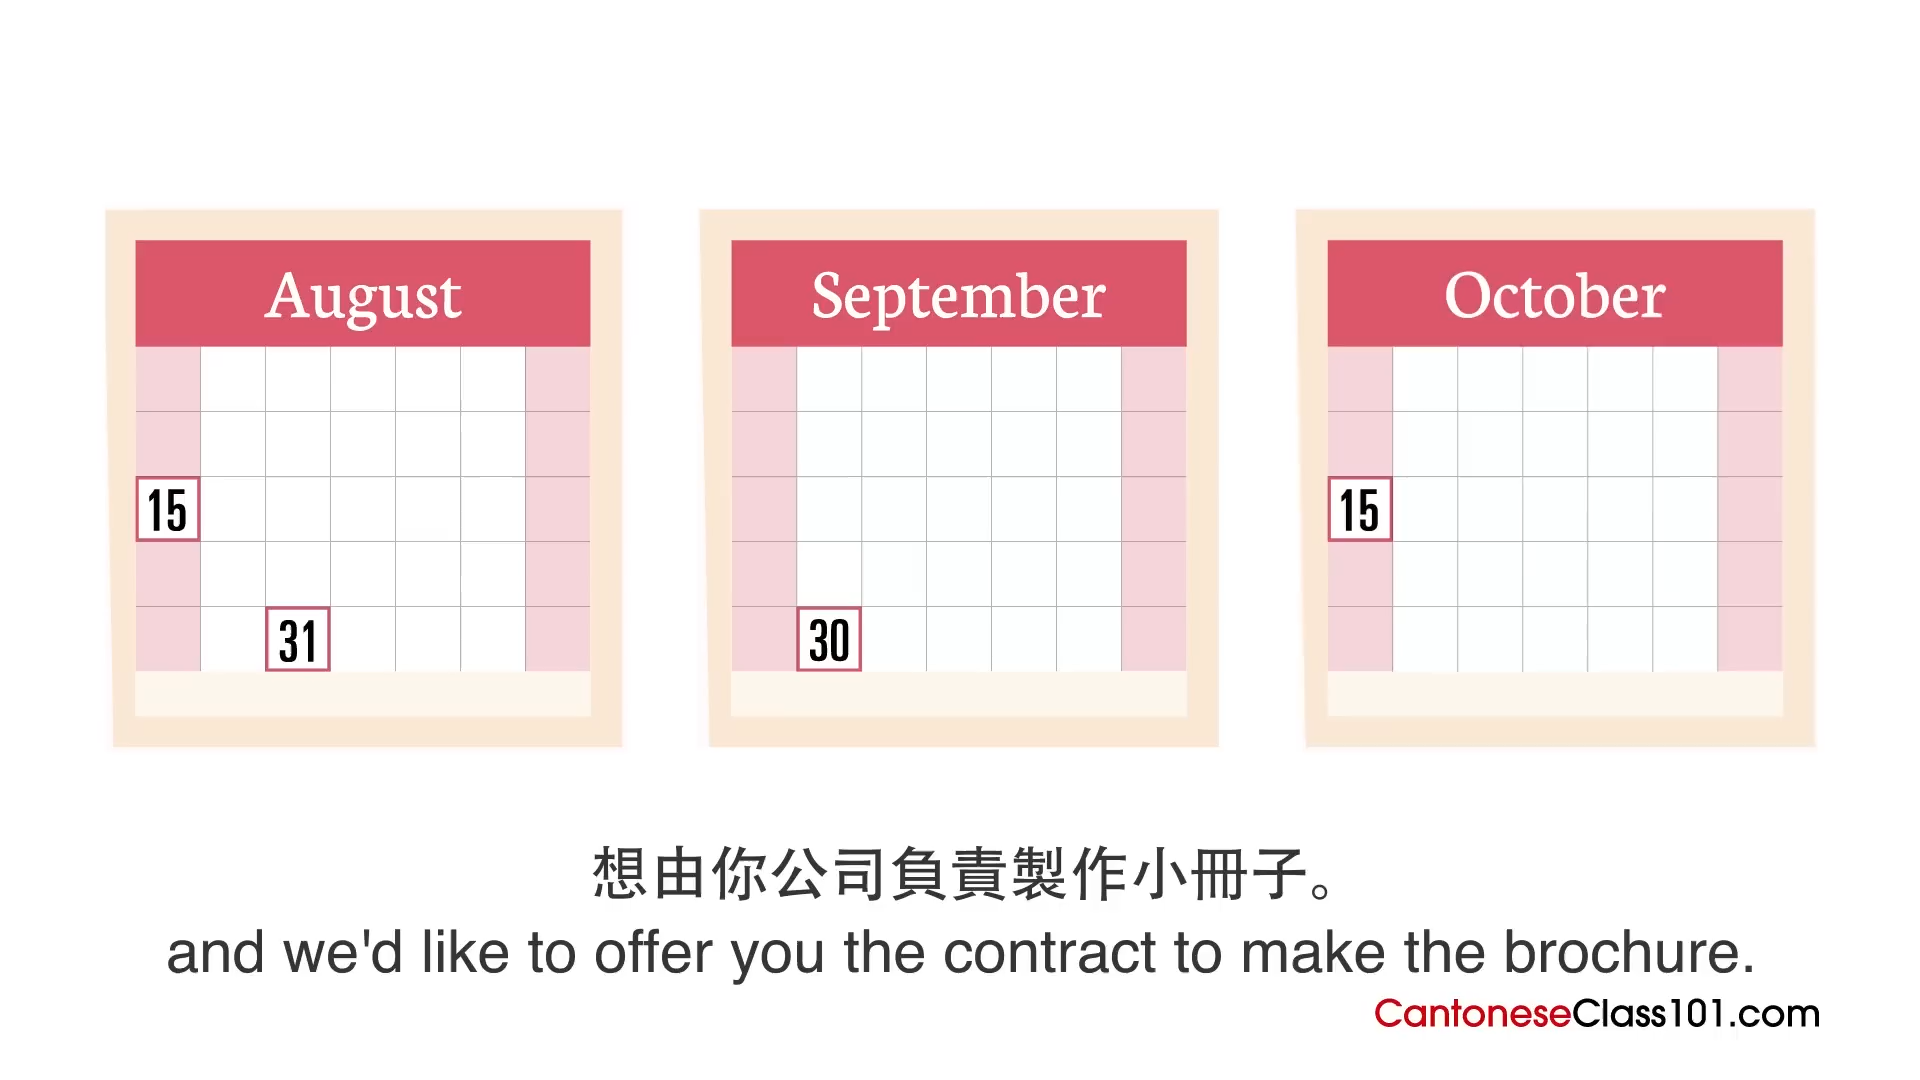 August
September
October
15
15
31
30
想由你公司負責製作小冊子。
and we'd like to offer you the contract to make the brochure.
CantoneseClass101.com